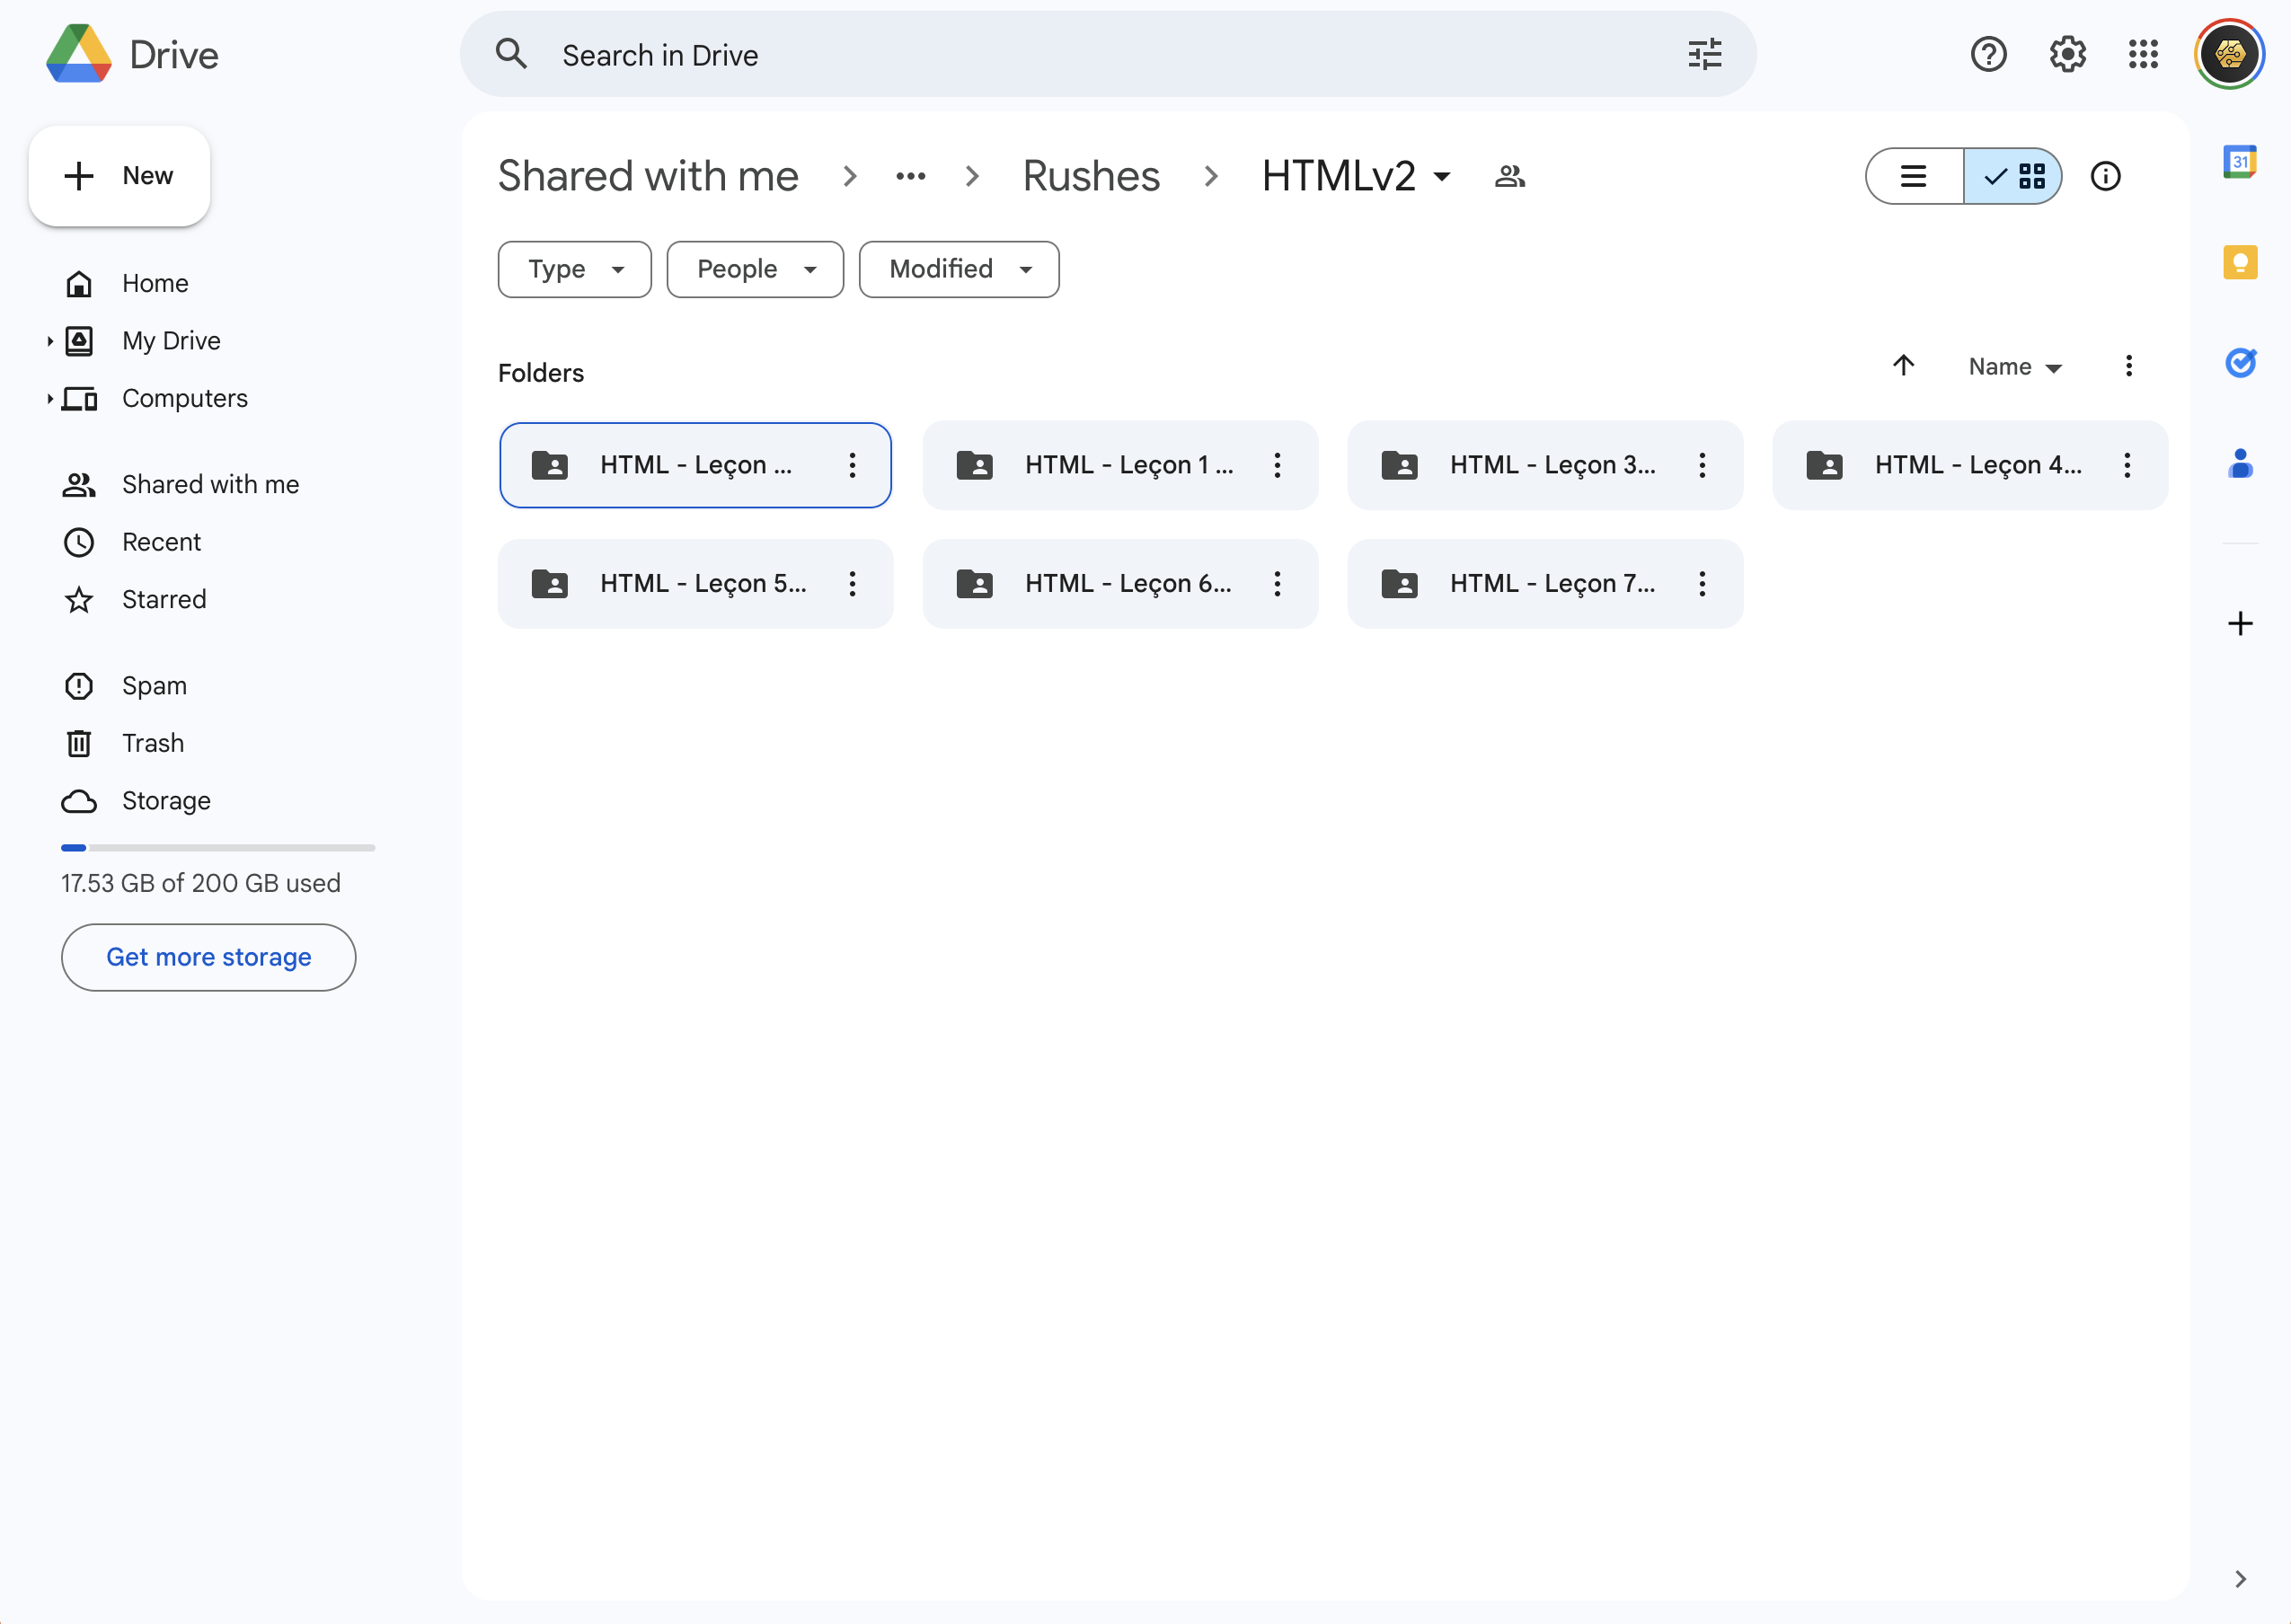 Drive
Search in Drive
New
Home
My Drive
Computers
Shared with me
Recent
Starred
Spam
Trash
Storage
17.53 GB of 200 GB used
Get more storage
Shared with me
Rushes
HTMLv2
Type
People
Modified
Folders
Name
HTML - Leçon ...
HTML - Leçon 1 ...
HTML - Leçon 3...
HTML - Leçon 4...
HTML - Leçon 5...
HTML - Leçon 6...
HTML - Leçon 7...
31